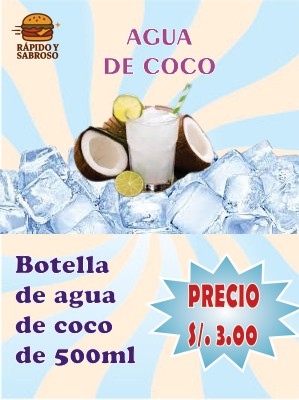 RÁPIDO Y
SABROSO
AGUA
DE COCO
Botella
de agua
de coco
de 500ml
PRECIO
S/. 3.00